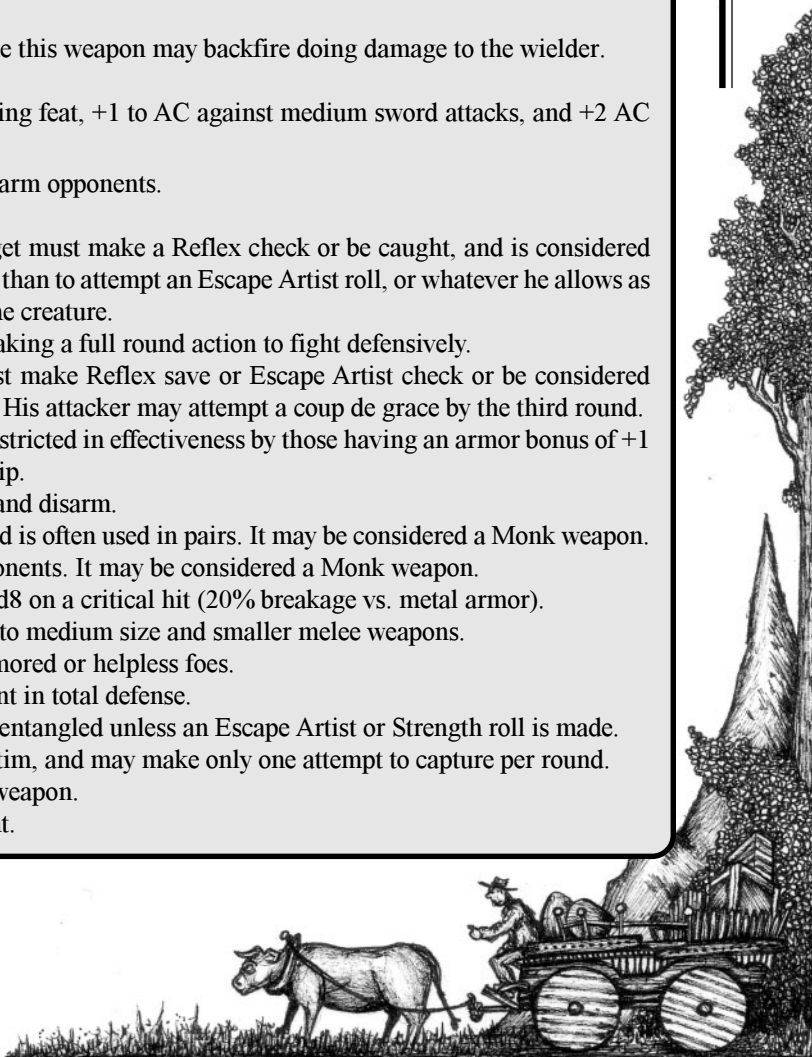 e this weapon may backfire doing damage to the wielder.
ing feat, +1 to AC against medium sword attacks, and +2 AC
arm opponents.
get must make a Reflex check or be caught, and is considered
than to attempt an Escape Artist roll, or whatever he allows as
ne creature.
aking a full round action to fight defensively.
st make Reflex save or Escape Artist check or be considered
His attacker may attempt a coup de grace by the third round.
stricted in effectiveness by those having an armor bonus of +1
ip.
and disarm.
d is often used in pairs. It may be considered a Monk weapon.
onents. It may be considered a Monk weapon.
d8 on a critical hit (20% breakage vs. metal armor).
to medium size and smaller melee weapons.
mored or helpless foes.
nt in total defense.
entangled unless an Escape Artist or Strength roll is made.
tim, and may make only one attempt to capture per round.
weapon.
t.